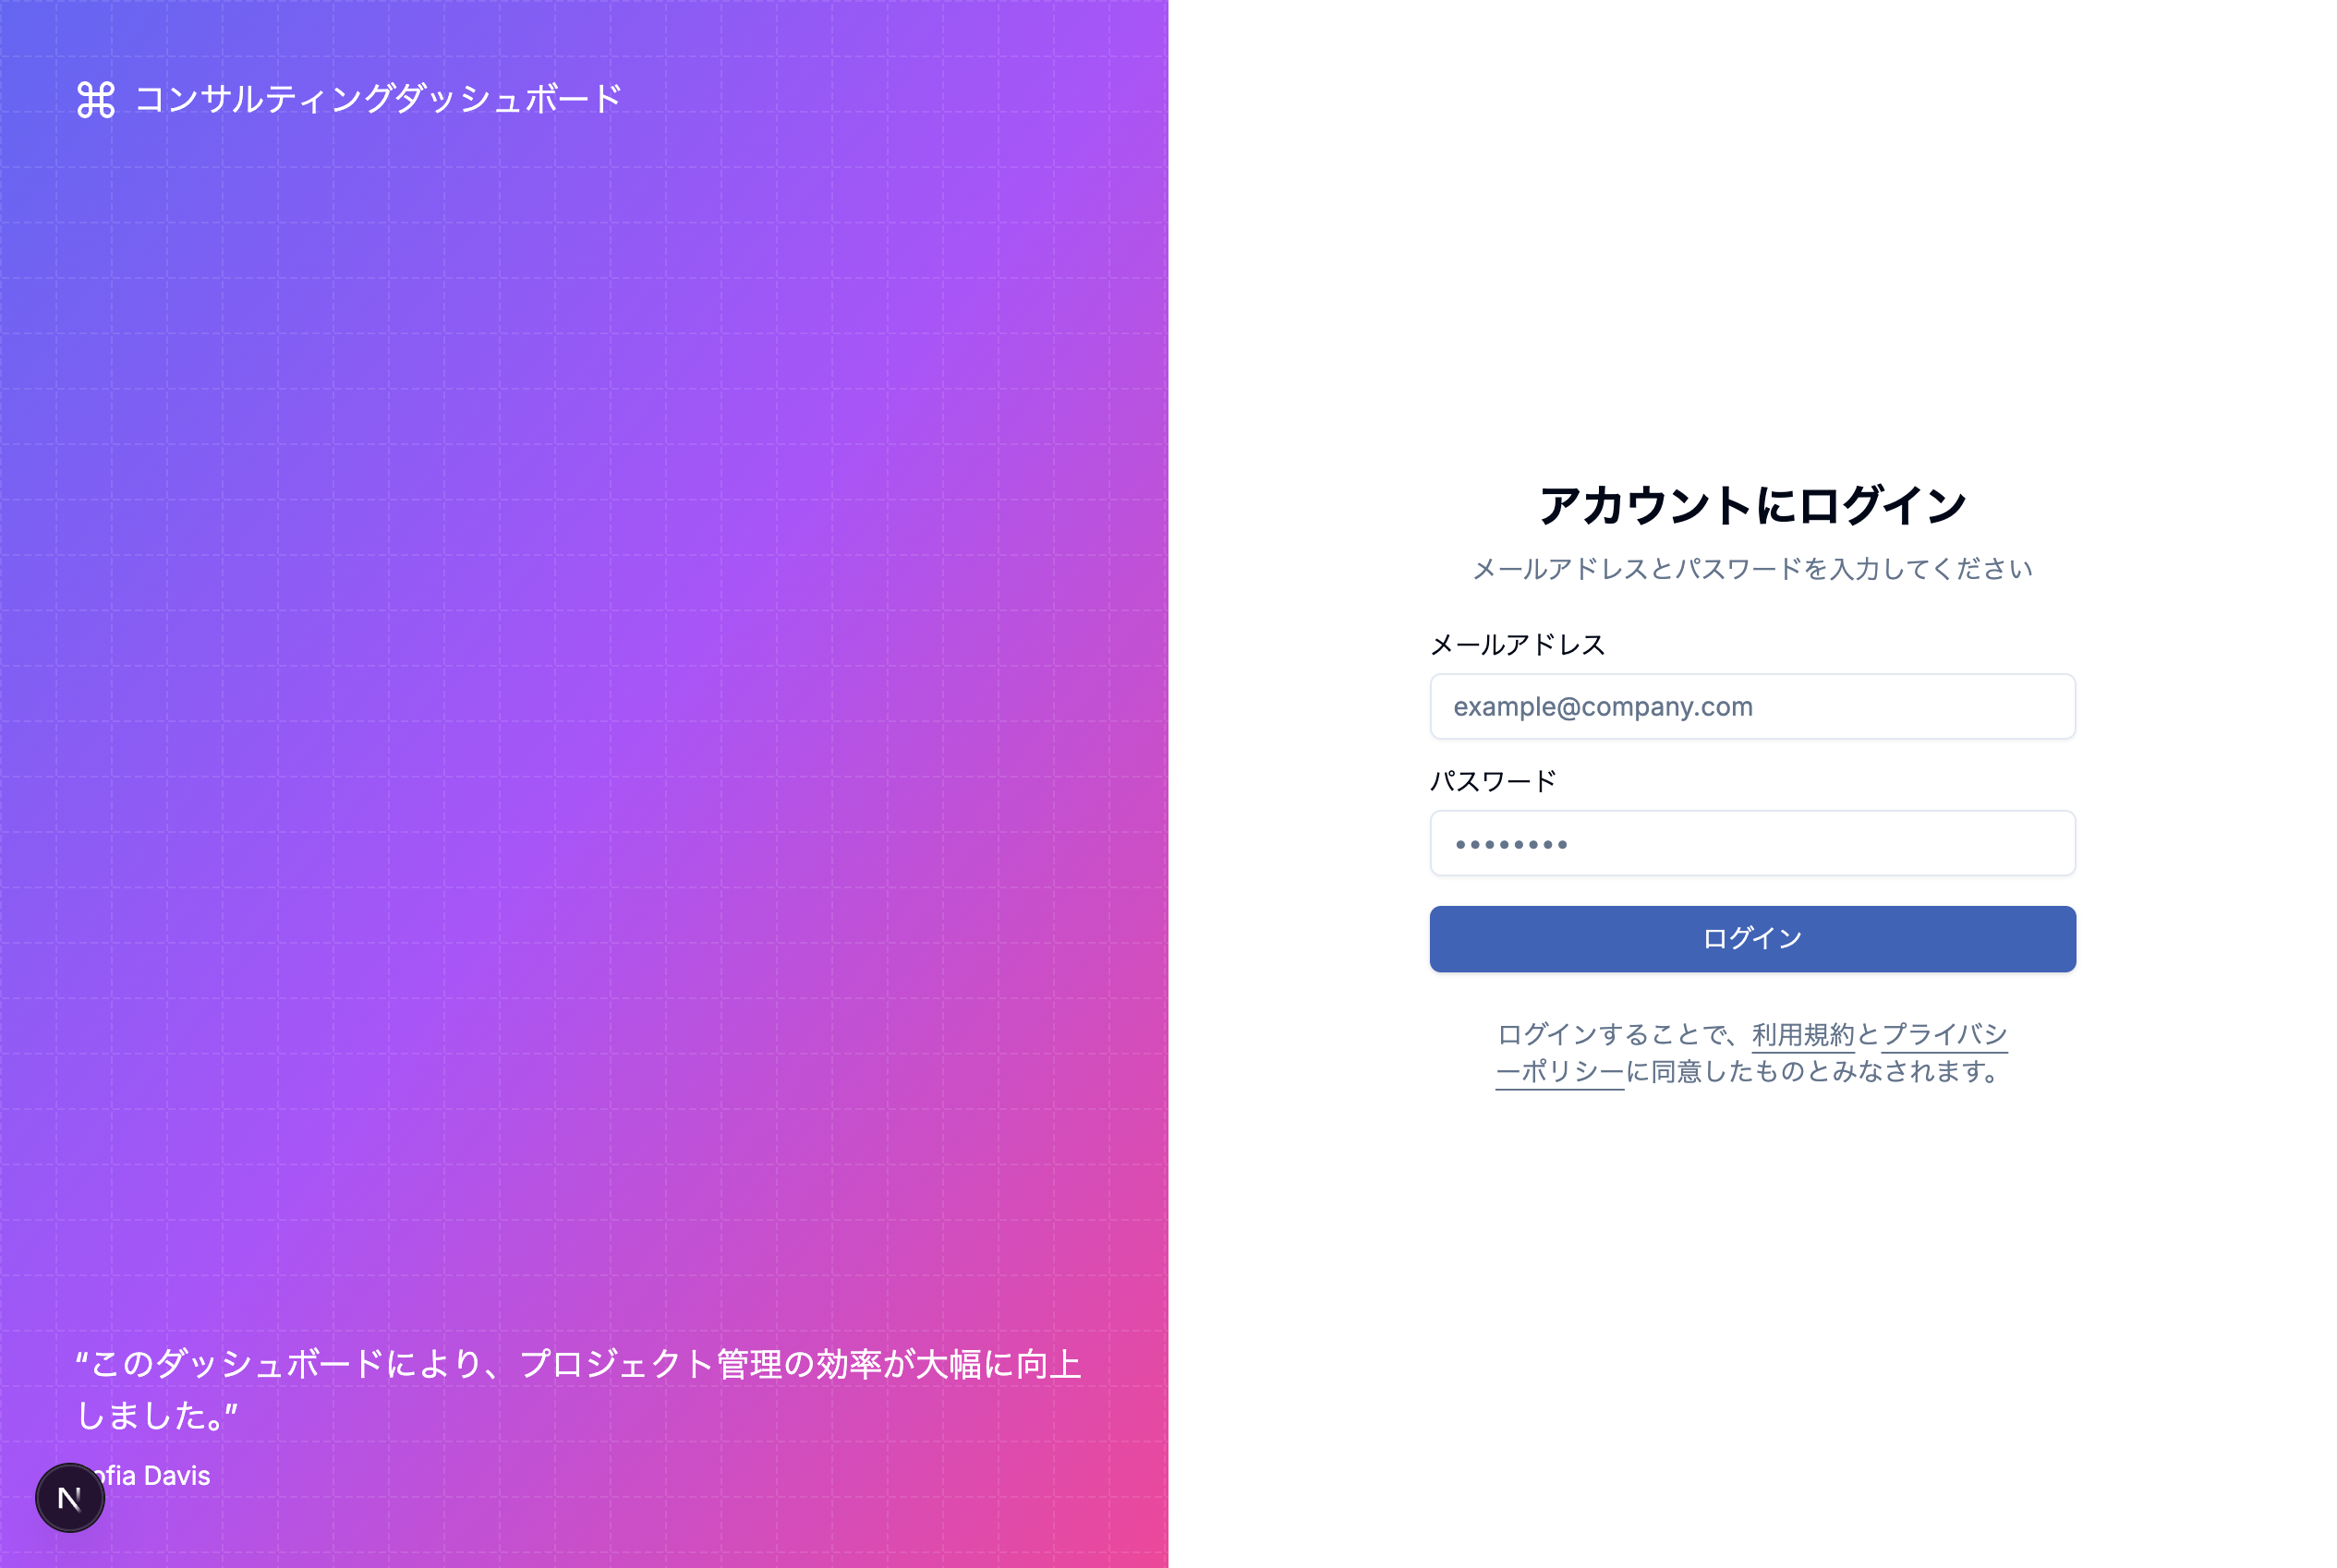 ⌘ コンサルティングダッシュボード
“このダッシュボードにより、プロジェクト管理の効率が大幅に向上
しました。”
Davis
N
アカウントにログイン
メールアドレスとパスワードを入力してください
メールアドレス
example@company.com
パスワード
••••••••
ログイン
ログインすることで、利用規約とプライバシ
ーポリシーに同意したものとみなされます。